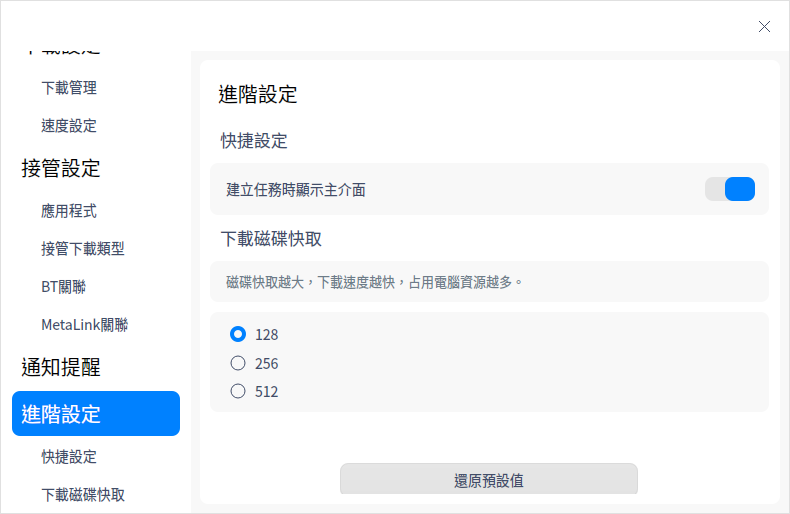 下載設定
下載管理
速度設定
接管設定
應用程式
接管下載類型
BT關聯
MetaLink關聯
通知提醒
進階設定
快捷設定
下載磁碟快取
進階設定
快捷設定
建立任務時顯示主介面
下載磁碟快取
磁碟快取越大，下載速度越快，占用電腦資源越多。
128
256
512
還原預設值